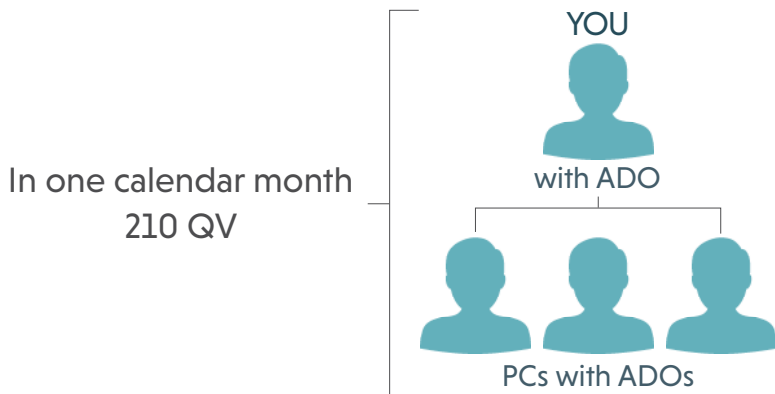 In one calendar month
210 QV
YOU
with ADO
PCs with ADOs